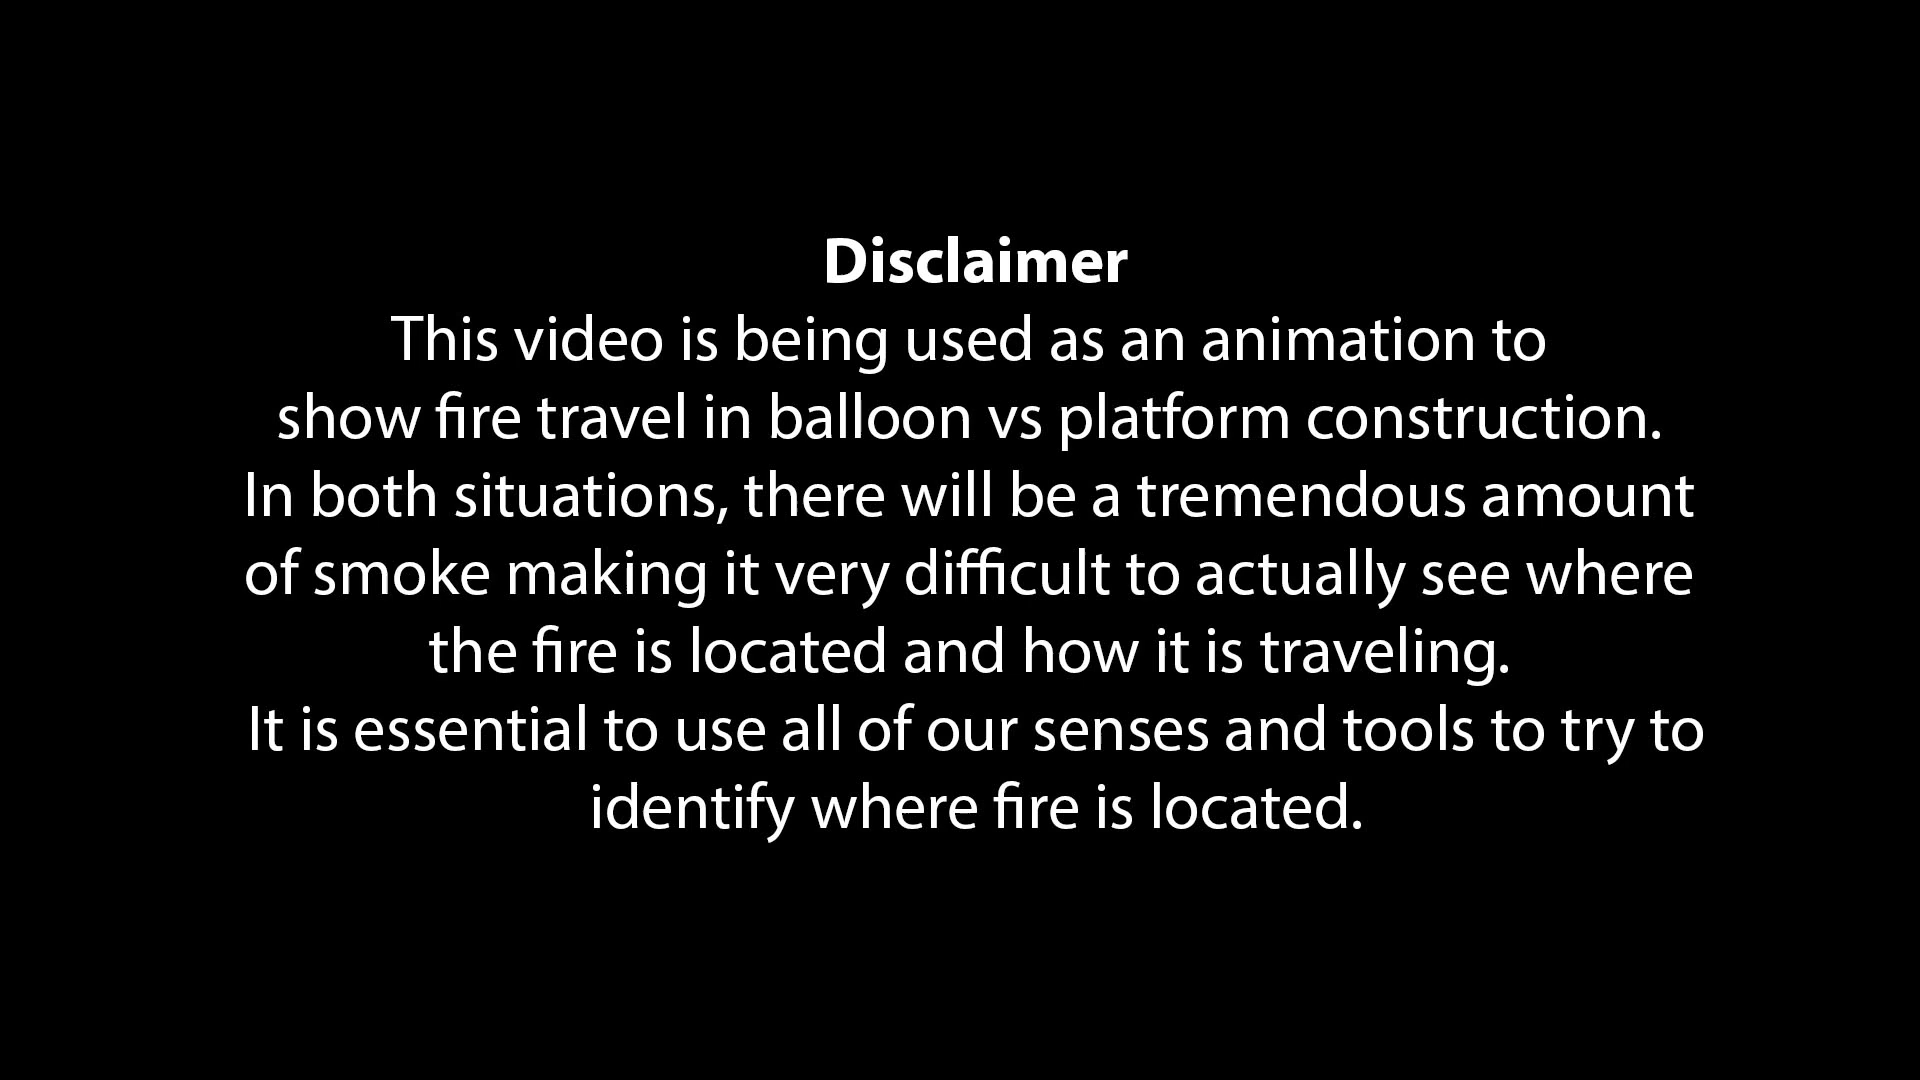 Disclaimer
This video is being used as an animation to
show fire travel in balloon vs platform construction.
In both situations, there will be a tremendous amount
of smoke making it very difficult to actually see where
the fire is located and how it is traveling.
It is essential to use all of our senses and tools to try to
identify where fire is located.